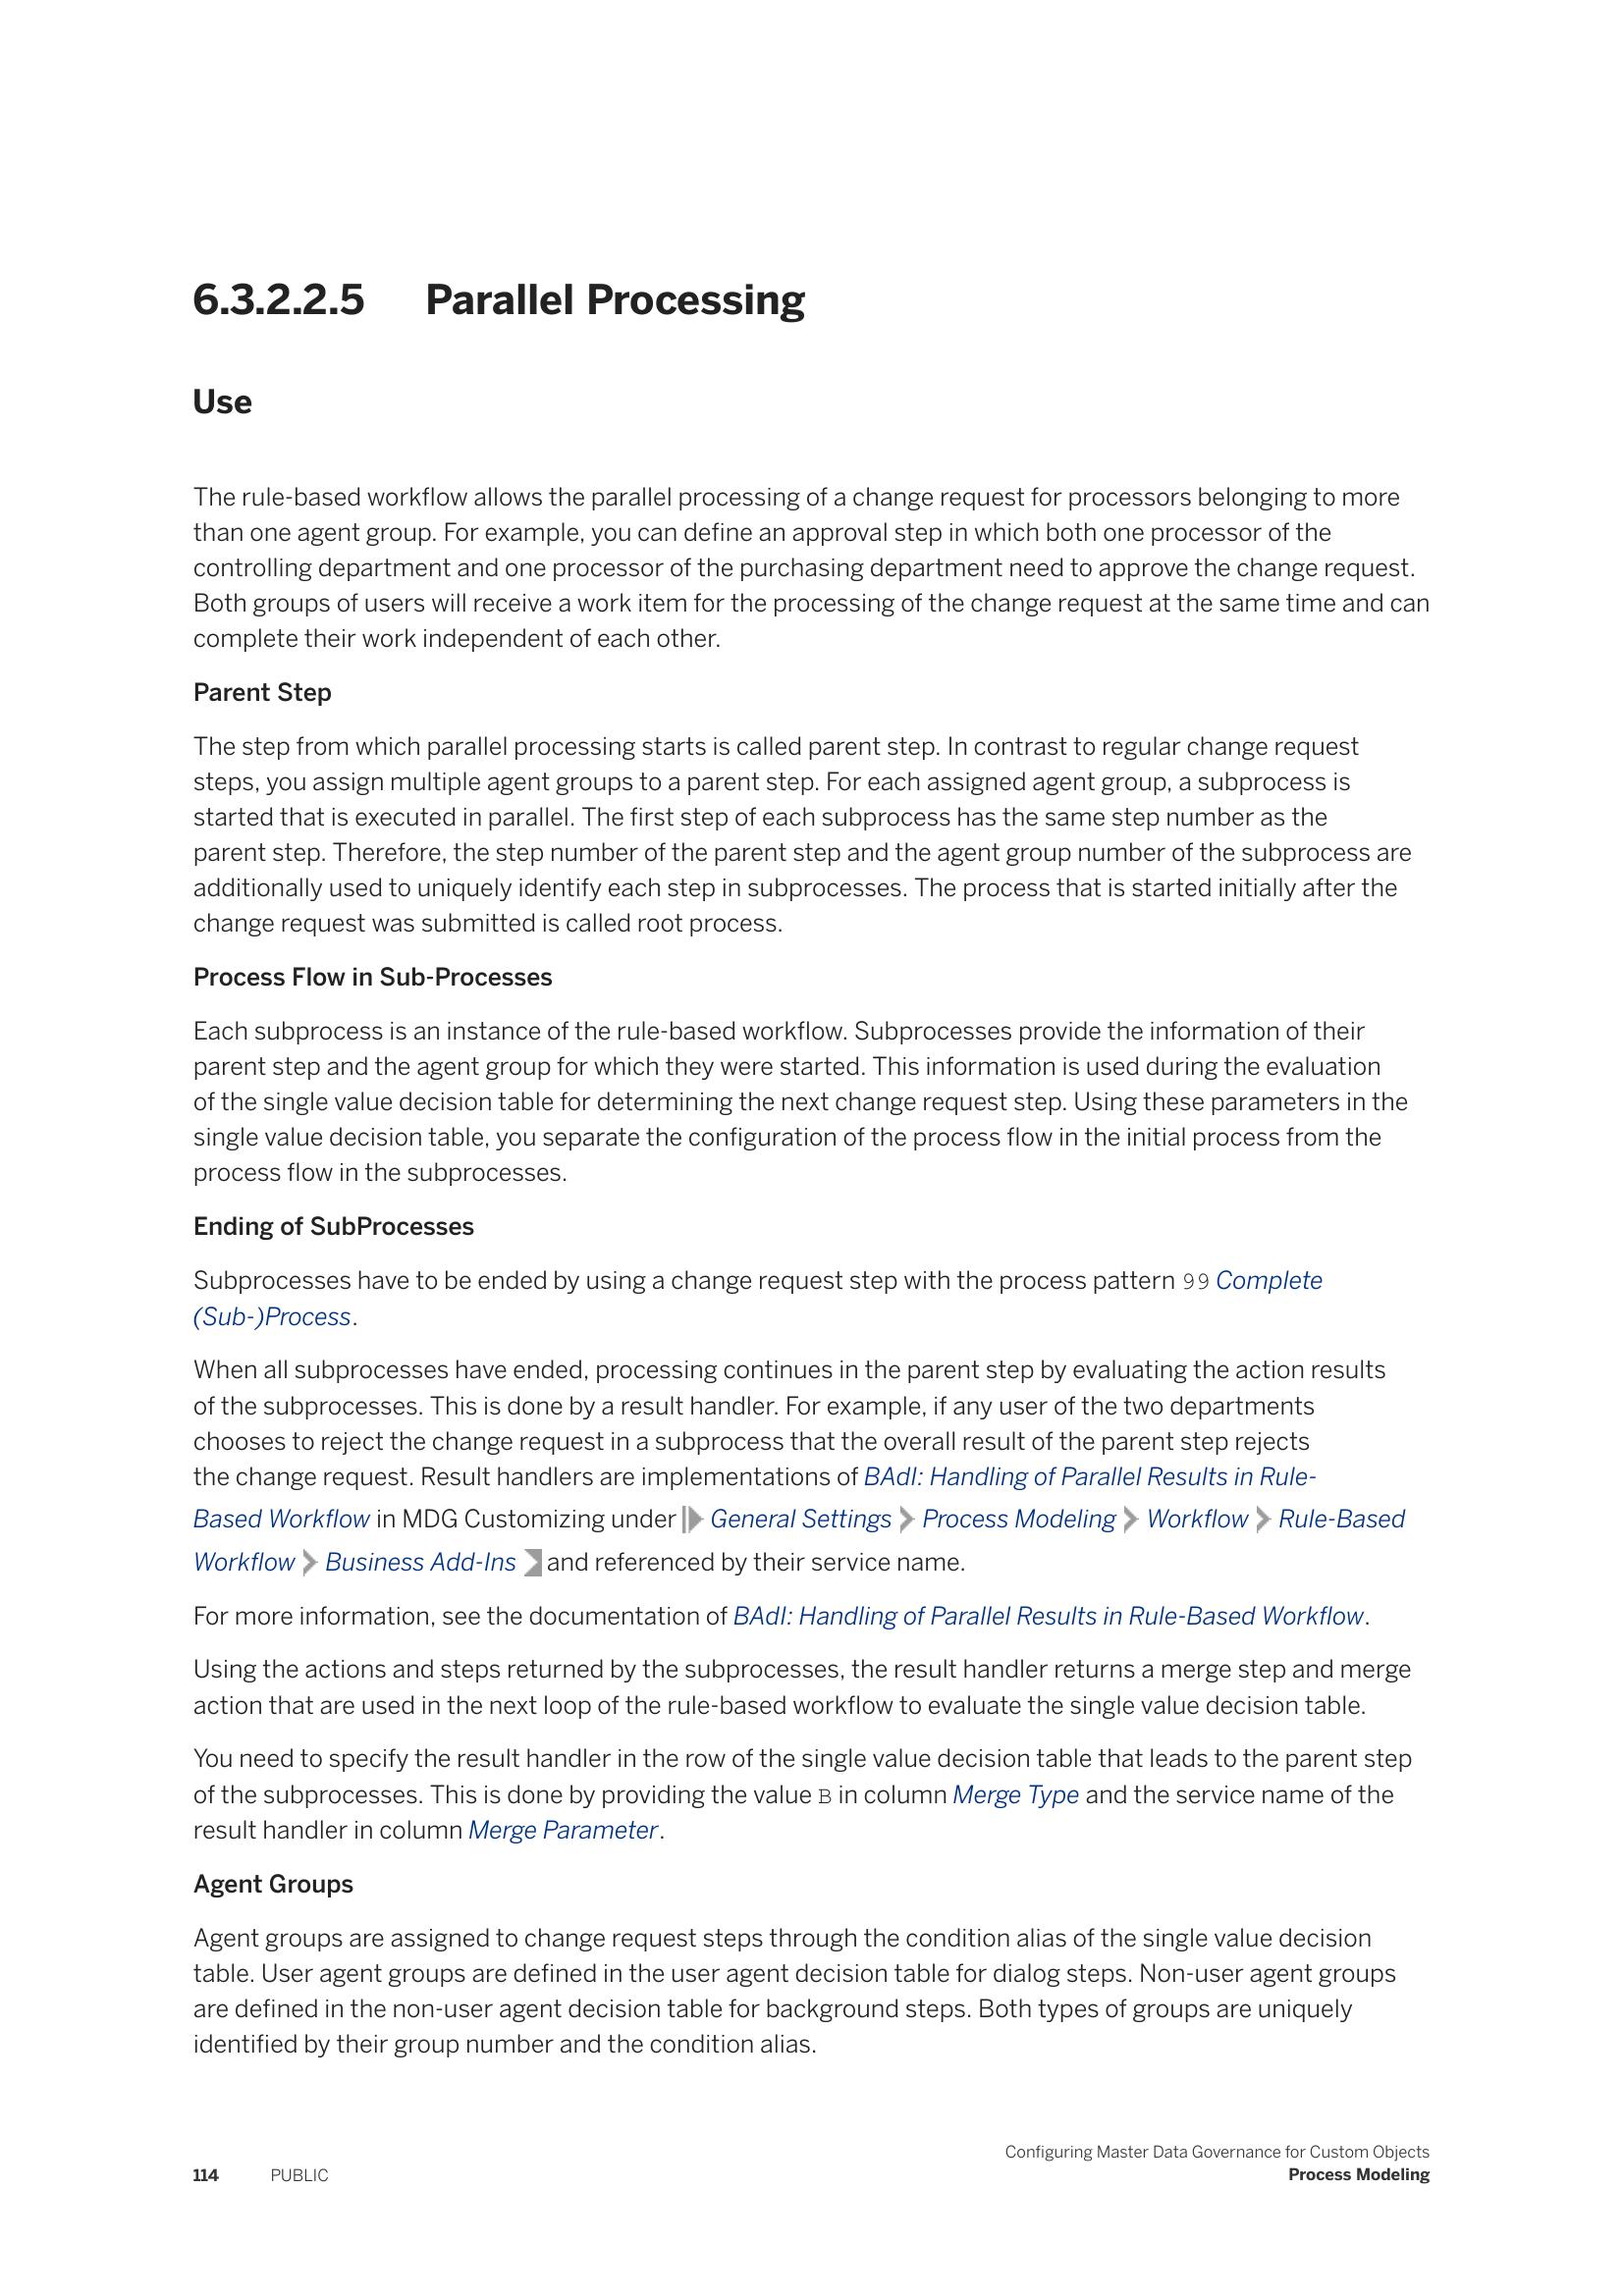 6.3.2.2.5 Parallel Processing
Use
The rule-based workflow allows the parallel processing of a change request for processors belonging to more
than one agent group. For example, you can define an approval step in which both one processor of the
controlling department and one processor of the purchasing department need to approve the change request.
Both groups of users will receive a work item for the processing of the change request at the same time and can
complete their work independent of each other.
Parent Step
The step from which parallel processing starts is called parent step. In contrast to regular change request
steps, you assign multiple agent groups to a parent step. For each assigned agent group, a subprocess is
started that is executed in parallel. The first step of each subprocess has the same step number as the
parent step. Therefore, the step number of the parent step and the agent group number of the subprocess are
additionally used to uniquely identify each step in subprocesses. The process that is started initially after the
change request was submitted is called root process.
Process Flow in Sub-Processes
Each subprocess is an instance of the rule-based workflow. Subprocesses provide the information of their
parent step and the agent group for which they were started. This information is used during the evaluation
of the single value decision table for determining the next change request step. Using these parameters in the
single value decision table, you separate the configuration of the process flow in the initial process from the
process flow in the subprocesses.
Ending of SubProcesses
Subprocesses have to be ended by using a change request step with the process pattern 99 Complete
(Sub-)Process.
When all subprocesses have ended, processing continues in the parent step by evaluating the action results
of the subprocesses. This is done by a result handler. For example, if any user of the two departments
chooses to reject the change request in a subprocess that the overall result of the parent step rejects
the change request. Result handlers are implementations of BAdI: Handling of Parallel Results in Rule-
Based Workflow in MDG Customizing under General Settings Process Modeling Workflow Rule-Based
Workflow Business Add-Ins and referenced by their service name.
For more information, see the documentation of BAdI: Handling of Parallel Results in Rule-Based Workflow.
Using the actions and steps returned by the subprocesses, the result handler returns a merge step and merge
action that are used in the next loop of the rule-based workflow to evaluate the single value decision table.
You need to specify the result handler in the row of the single value decision table that leads to the parent step
of the subprocesses. This is done by providing the value B in column Merge Type and the service name of the
result handler in column Merge Parameter.
Agent Groups
Agent groups are assigned to change request steps through the condition alias of the single value decision
table. User agent groups are defined in the user agent decision table for dialog steps. Non-user agent groups
are defined in the non-user agent decision table for background steps. Both types of groups are uniquely
identified by their group number and the condition alias.
Configuring Master Data Governance for Custom Objects
114 PUBLIC Process Modeling